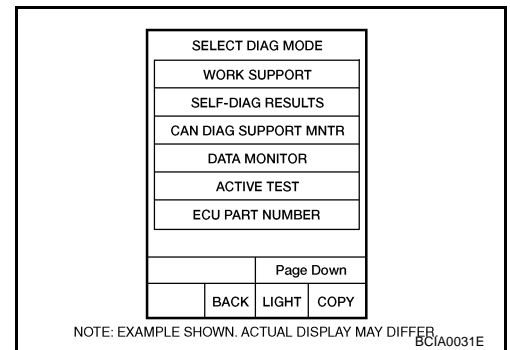 SELECT DIAG MODE
WORK SUPPORT
SELF-DIAG RESULTS
CAN DIAG SUPPORT MNTR
DATA MONITOR
ACTIVE TEST
ECU PART NUMBER
Page Down
BACK LIGHT COPY
NOTE: EXAMPLE SHOWN. ACTUAL DISPLAY MAY DIFFER.
BCIA0031E